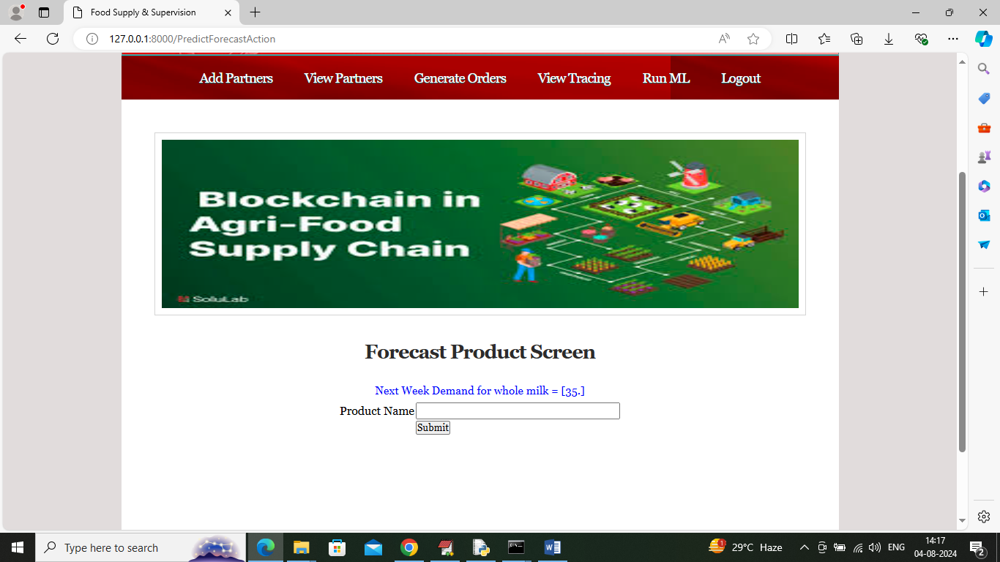 Food Supply & Supervision
127.0.0.1:8000/PredictForecastAction
Add Partners View Partners Generate Orders View Tracing Run ML Logout
Blockchain in
Agri-Food
Supply Chain
SoluLab
Forecast Product Screen
Next Week Demand for whole milk = [35.]
Product Name
Submit
Type here to search
1
29°C Haze
ENG
14:17
04-08-2024
2